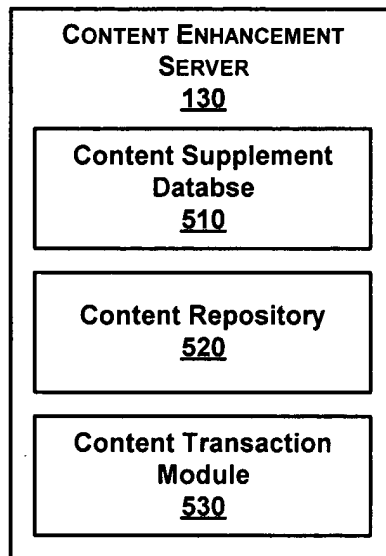 CONTENT ENHANCEMENT
SERVER
130
Content Supplement
Databse
510
Content Repository
520
Content Transaction
Module
530